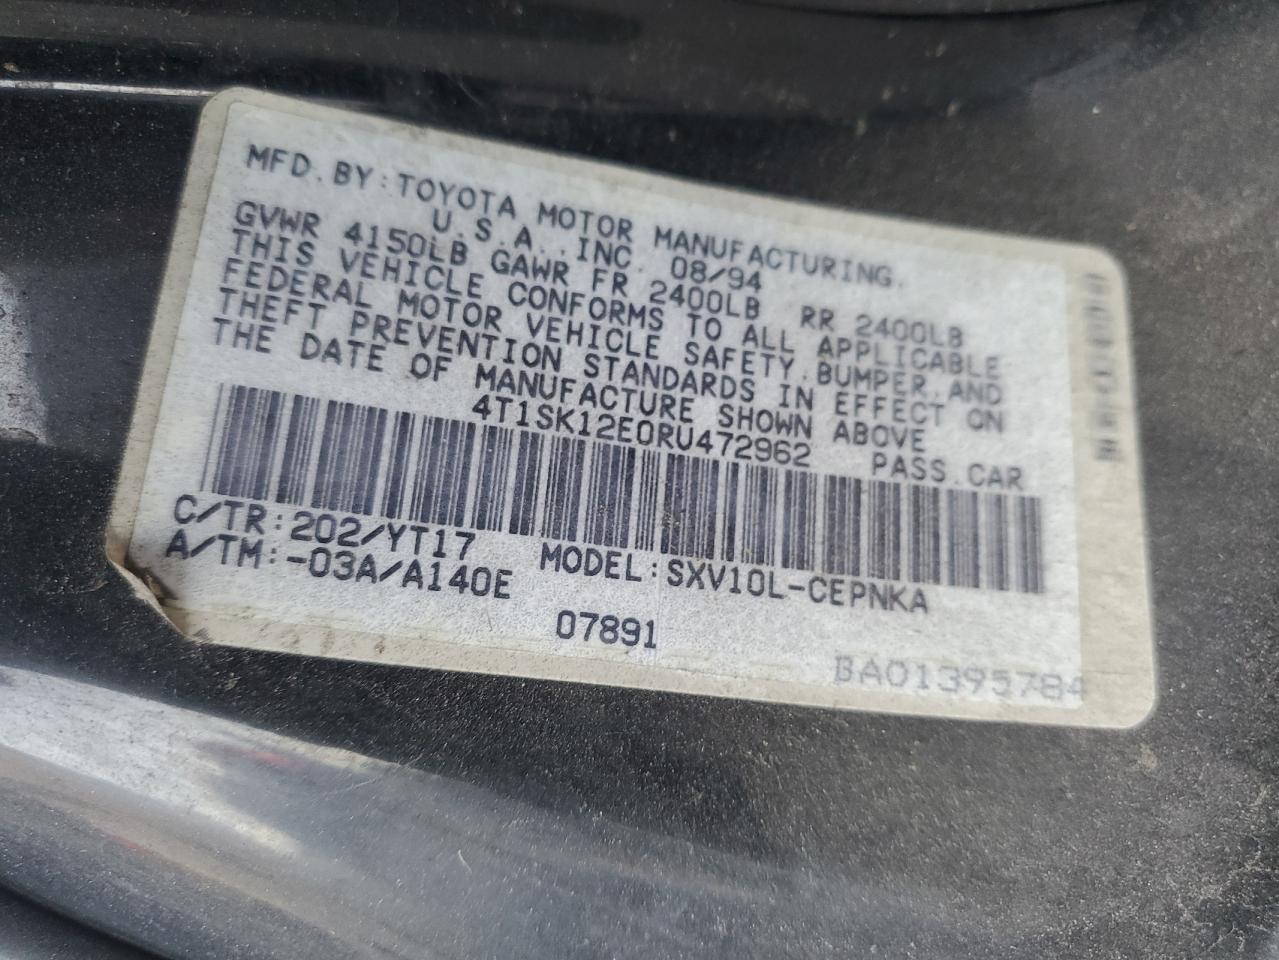 MFD.BY:TOYOTA MOTOR MANUFACTURING,
U.S.A.,INC. 08/94
GVWR 4150LB GAWR FR 2400LB RR 2400LB
THIS VEHICLE CONFORMS TO ALL APPLICABLE
FEDERAL MOTOR VEHICLE SAFETY,BUMPER,AND
THEFT PREVENTION STANDARDS IN EFFECT ON
THE DATE OF MANUFACTURE SHOWN ABOVE
4T1SK12E0RU472962 PASS.CAR
C/TR:202/YT17 MODEL:SXV10L-CEPNKA
A/TM:-03A/A140E
07891
BA01395784